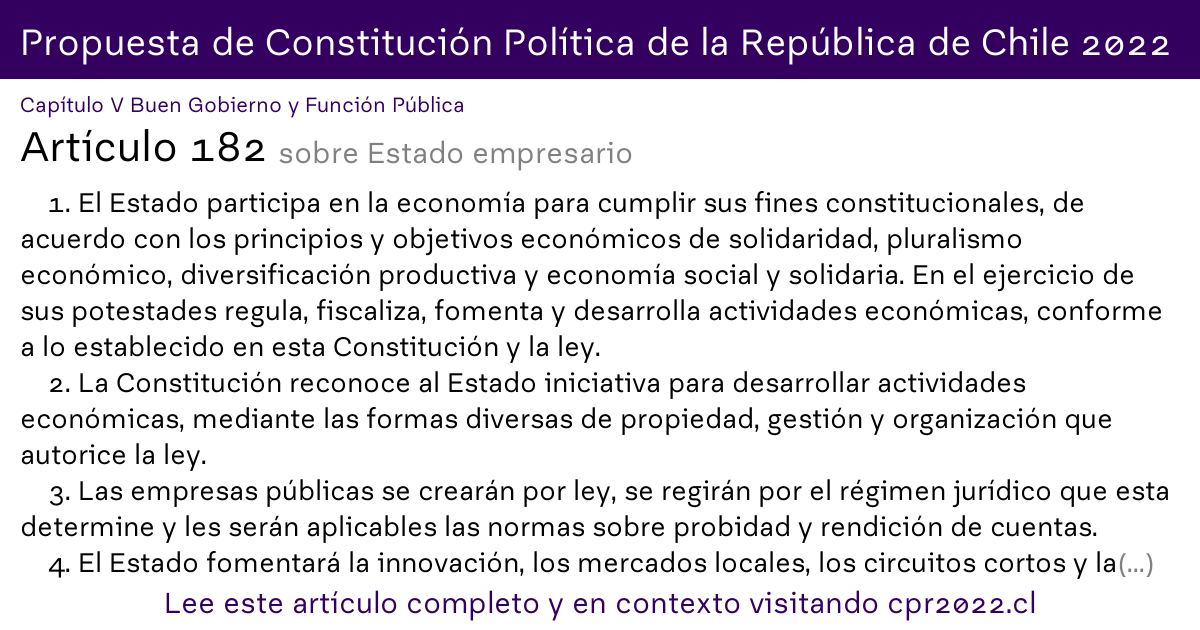 Propuesta de Constitución Política de la República de Chile 2022
Capítulo V Buen Gobierno y Función Pública
Artículo 182 sobre Estado empresario
1. El Estado participa en la economía para cumplir sus fines constitucionales, de
acuerdo con los principios y objetivos económicos de solidaridad, pluralismo
económico, diversificación productiva y economía social y solidaria. En el ejercicio de
sus potestades regula, fiscaliza, fomenta y desarrolla actividades económicas, conforme
a lo establecido en esta Constitución y la ley.
2. La Constitución reconoce al Estado iniciativa para desarrollar actividades
económicas, mediante las formas diversas de propiedad, gestión y organización que
autorice la ley.
3. Las empresas públicas se crearán por ley, se regirán por el régimen jurídico que esta
determine y les serán aplicables las normas sobre probidad y rendición de cuentas.
4. El Estado fomentará la innovación, los mercados locales, los circuitos cortos y la(...)
Lee este artículo completo y en contexto visitando cpr2022.cl